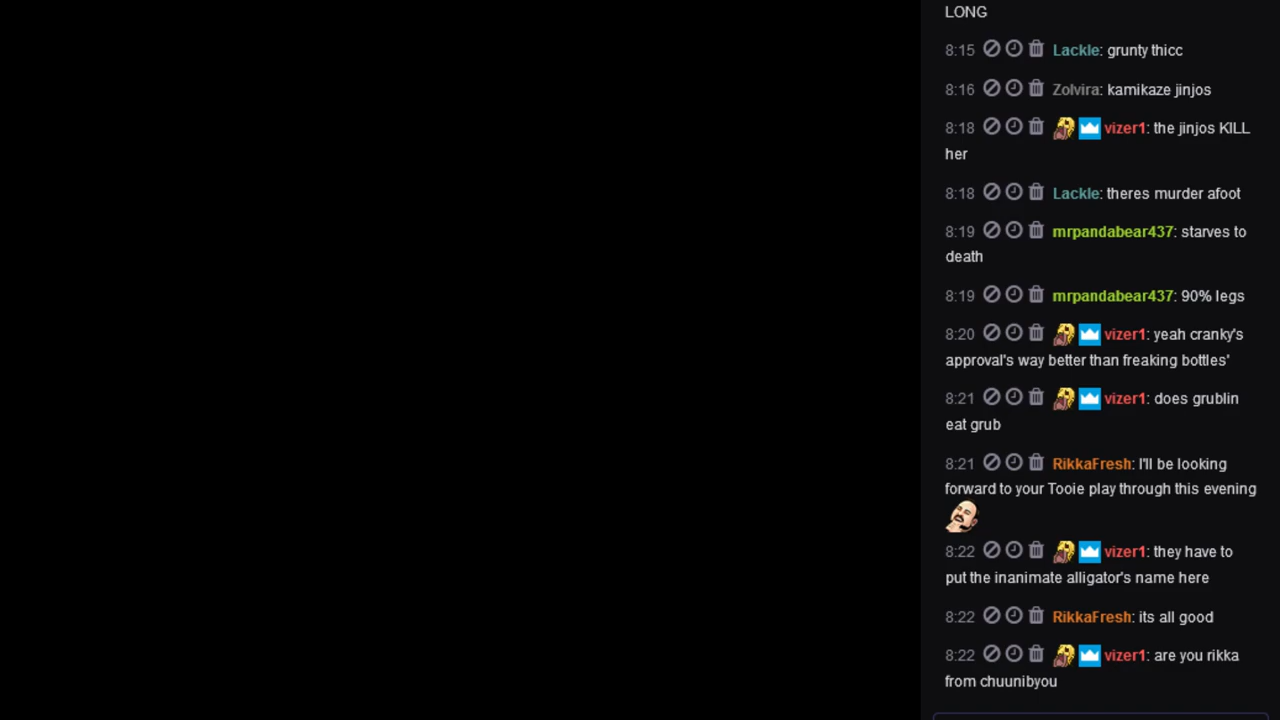 LONG
8:15 Lackle: grunty thicc
8:16 Zolvira: kamikaze jinjos
8:18 vizer1: the jinjos KILL
her
8:18 Lackle: theres murder afoot
8:19 mrpandabear437: starves to
death
8:19 mrpandabear437: 90% legs
8:20 vizer1: yeah cranky's
approval's way better than freaking bottles'
8:21 vizer1: does grublin
eat grub
8:21 RikkaFresh: I'll be looking
forward to your Tooie play through this evening
8:22 vizer1: they have to
put the inanimate alligator's name here
8:22 RikkaFresh: its all good
8:22 vizer1: are you rikka
from chuunibyou